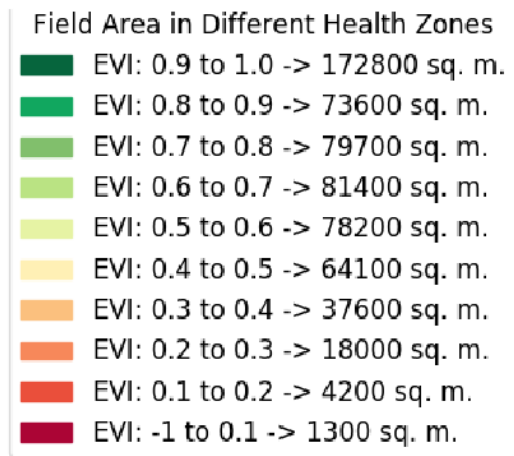 Field Area in Different Health Zones
EVI: 0.9 to 1.0 -> 172800 sq. m.
EVI: 0.8 to 0.9 -> 73600 sq. m.
EVI: 0.7 to 0.8 -> 79700 sq. m.
EVI: 0.6 to 0.7 -> 81400 sq. m.
EVI: 0.5 to 0.6 -> 78200 sq. m.
EVI: 0.4 to 0.5 -> 64100 sq. m.
EVI: 0.3 to 0.4 -> 37600 sq. m.
EVI: 0.2 to 0.3 -> 18000 sq. m.
EVI: 0.1 to 0.2 -> 4200 sq. m.
EVI: -1 to 0.1 -> 1300 sq. m.